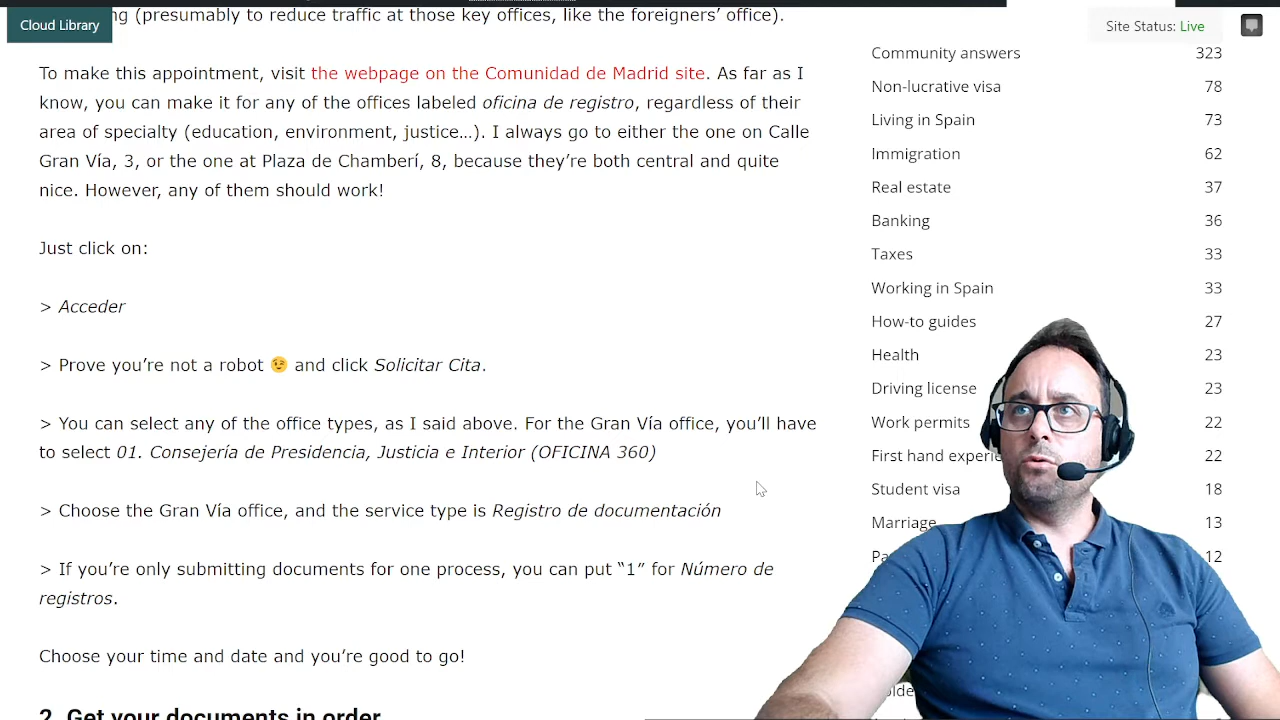 ng (presumably to reduce traffic at those key offices, like the foreigners’ office).
Cloud Library
Site Status: Live
To make this appointment, visit the webpage on the Comunidad de Madrid site. As far as I
know, you can make it for any of the offices labeled oficina de registro, regardless of their
area of specialty (education, environment, justice…). I always go to either the one on Calle
Gran Vía, 3, or the one at Plaza de Chamberí, 8, because they’re both central and quite
nice. However, any of them should work!
Just click on:
> Acceder
> Prove you’re not a robot 😉 and click Solicitar Cita.
> You can select any of the office types, as I said above. For the Gran Vía office, you’ll have
to select 01. Consejería de Presidencia, Justicia e Interior (OFICINA 360)
> Choose the Gran Vía office, and the service type is Registro de documentación
> If you’re only submitting documents for one process, you can put “1” for Número de
registros.
Choose your time and date and you’re good to go!
2. Get your documents in order
Community answers 323
Non-lucrative visa 78
Living in Spain 73
Immigration 62
Real estate 37
Banking 36
Taxes 33
Working in Spain 33
How-to guides 27
Health 23
Driving license 23
Work permits 22
First hand experie 22
Student visa 18
Marriage 13
12